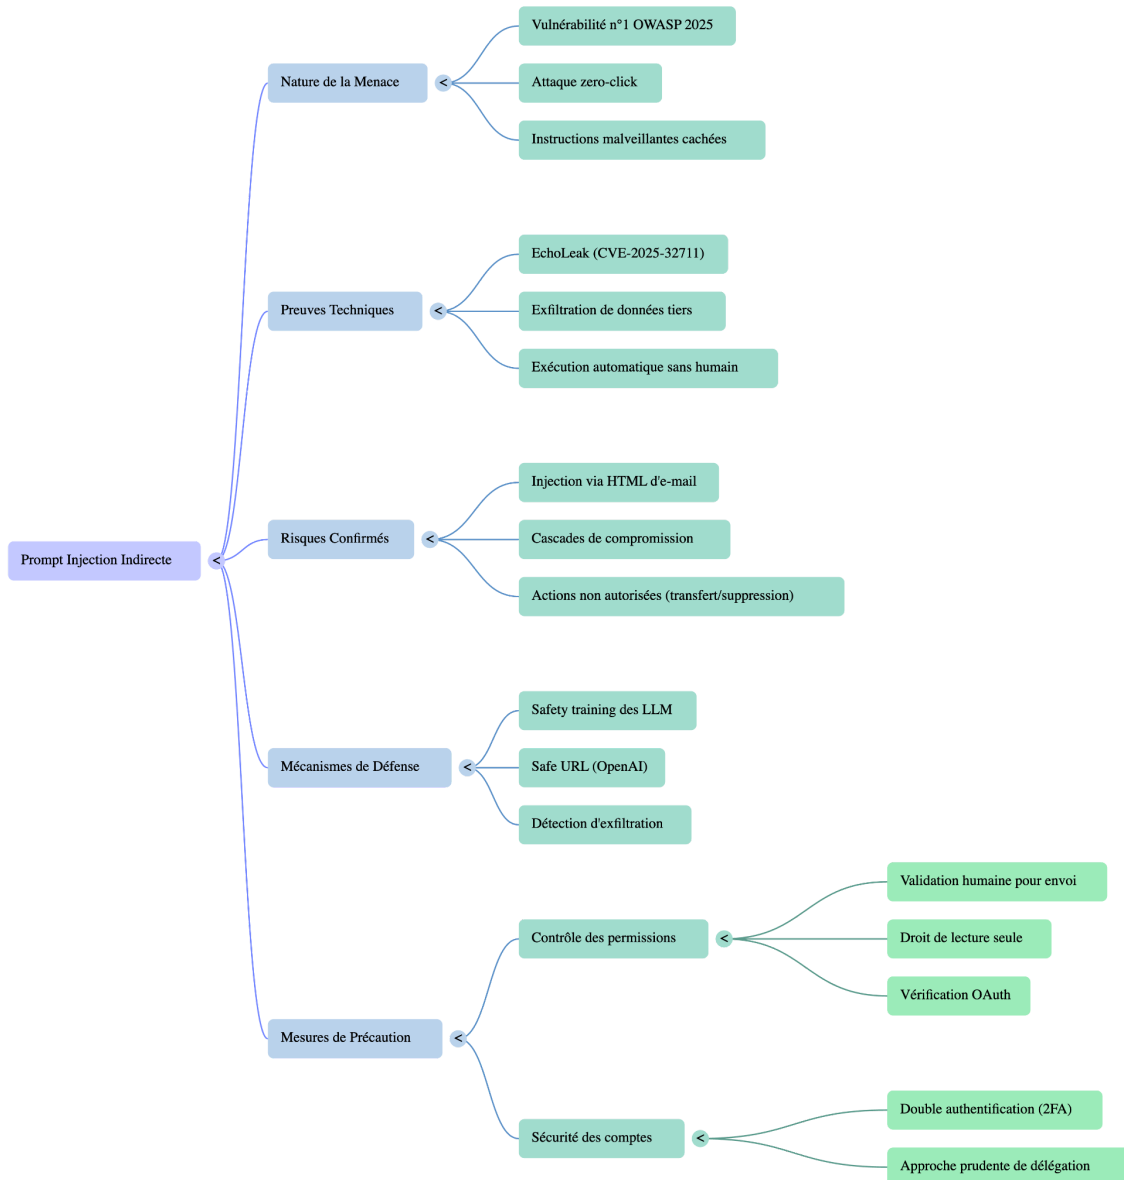 Prompt Injection Indirecte
<
Nature de la Menace
<
Vulnérabilité n°1 OWASP 2025
Attaque zero-click
Instructions malveillantes cachées
Preuves Techniques
<
EchoLeak (CVE-2025-32711)
Exfiltration de données tiers
Exécution automatique sans humain
Risques Confirmés
<
Injection via HTML d'e-mail
Cascades de compromission
Actions non autorisées (transfert/suppression)
Mécanismes de Défense
<
Safety training des LLM
Safe URL (OpenAI)
Détection d'exfiltration
Mesures de Précaution
<
Contrôle des permissions
<
Validation humaine pour envoi
Droit de lecture seule
Vérification OAuth
Sécurité des comptes
<
Double authentification (2FA)
Approche prudente de délégation